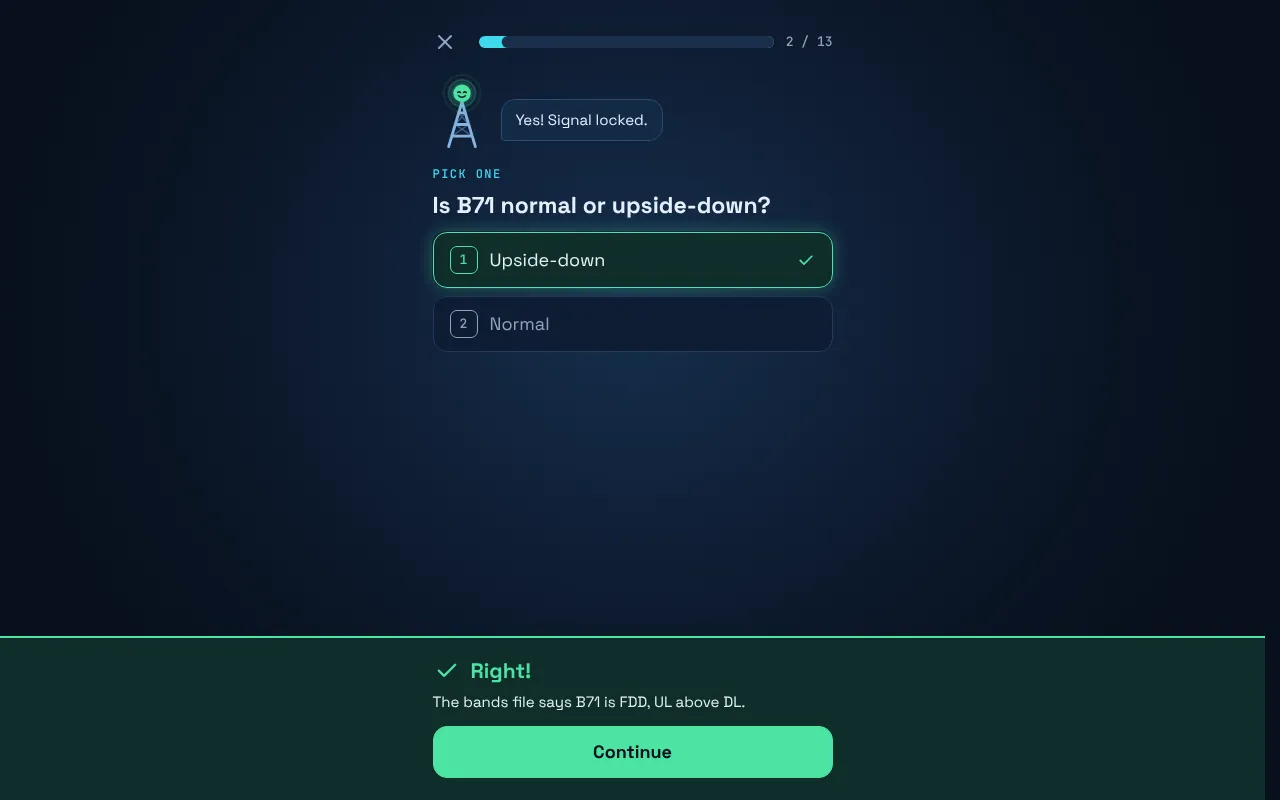 2 / 13
Yes! Signal locked.
PICK ONE
Is B71 normal or upside-down?
1 Upside-down
2 Normal
Right!
The bands file says B71 is FDD, UL above DL.
Continue